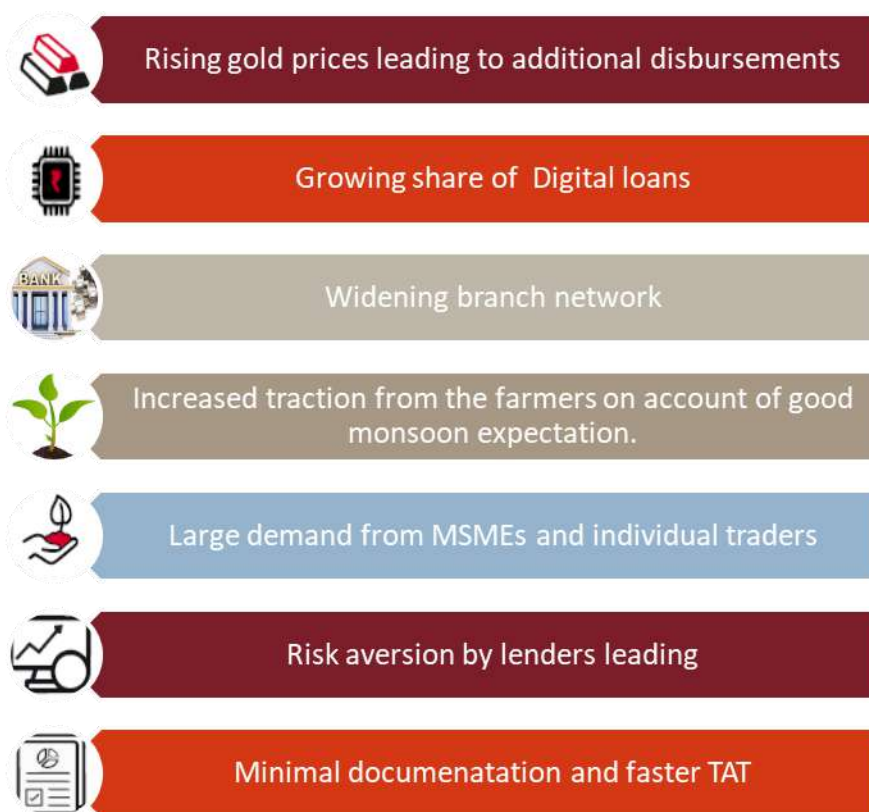 Rising gold prices leading to additional disbursements
Growing share of  Digital loans
BANK
Widening branch network
Increased traction from the farmers on account of good
monsoon expectation.
Large demand from MSMEs and individual traders
Risk aversion by lenders leading
Minimal documenatation and faster TAT